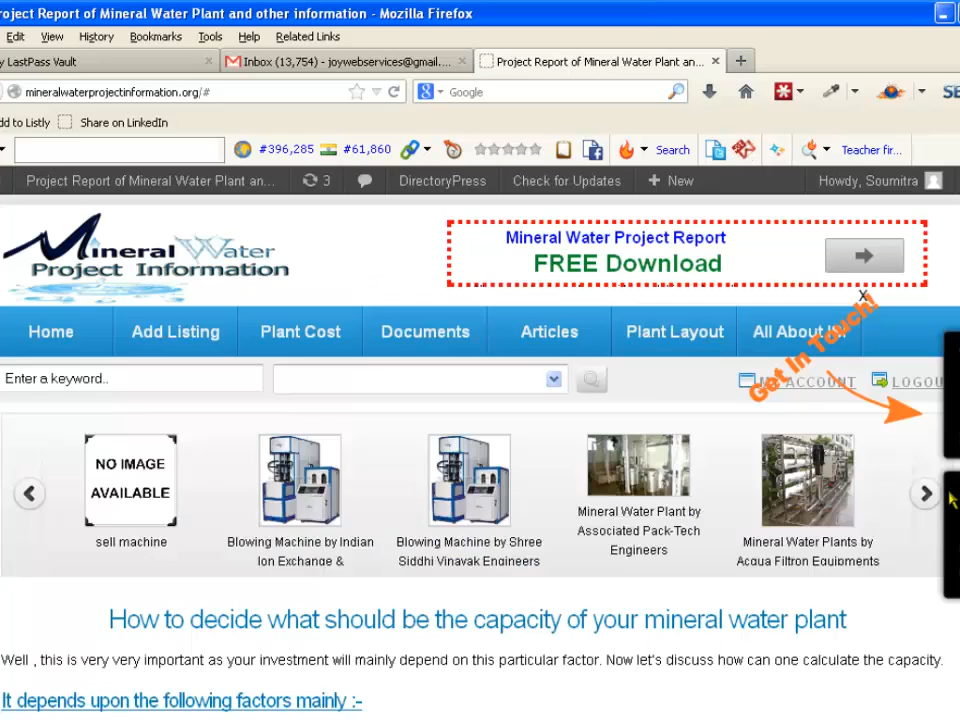 roject Report of Mineral Water Plant and other information - Mozilla Firefox
Edit View History Bookmarks Tools Help Related Links
y LastPass Vault
Inbox (13,754) - joywebservices@gmail....
Project Report of Mineral Water Plant an...
mineralwaterprojectinformation.org/#
Google
dd to Listly Share on LinkedIn
#396,285 #61,860 Search Teacher fir...
Project Report of Mineral Water Plant an... 3 DirectoryPress Check for Updates + New Howdy, Soumitra
Mineral Water
Project Information
Mineral Water Project Report
FREE Download
X
Home Add Listing Plant Cost Documents Articles Plant Layout All About
Get In Touch!
Enter a keyword..
MY ACCOUNT LOGOU
NO IMAGE
AVAILABLE
sell machine
Blowing Machine by Indian
Ion Exchange &
Blowing Machine by Shree
Siddhi Vinayak Engineers
Mineral Water Plant by
Associated Pack-Tech
Engineers
Mineral Water Plants by
Acqua Filtron Equipments
How to decide what should be the capacity of your mineral water plant
Well , this is very very important as your investment will mainly depend on this particular factor. Now let's discuss how can one calculate the capacity.
It depends upon the following factors mainly :-